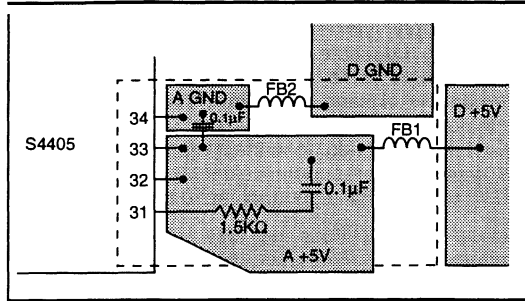 D GND
A GND
FB2
D +5V
0.1µF
34
FB1
S4405
33
32
0.1µF
31
1.5KΩ
A +5V